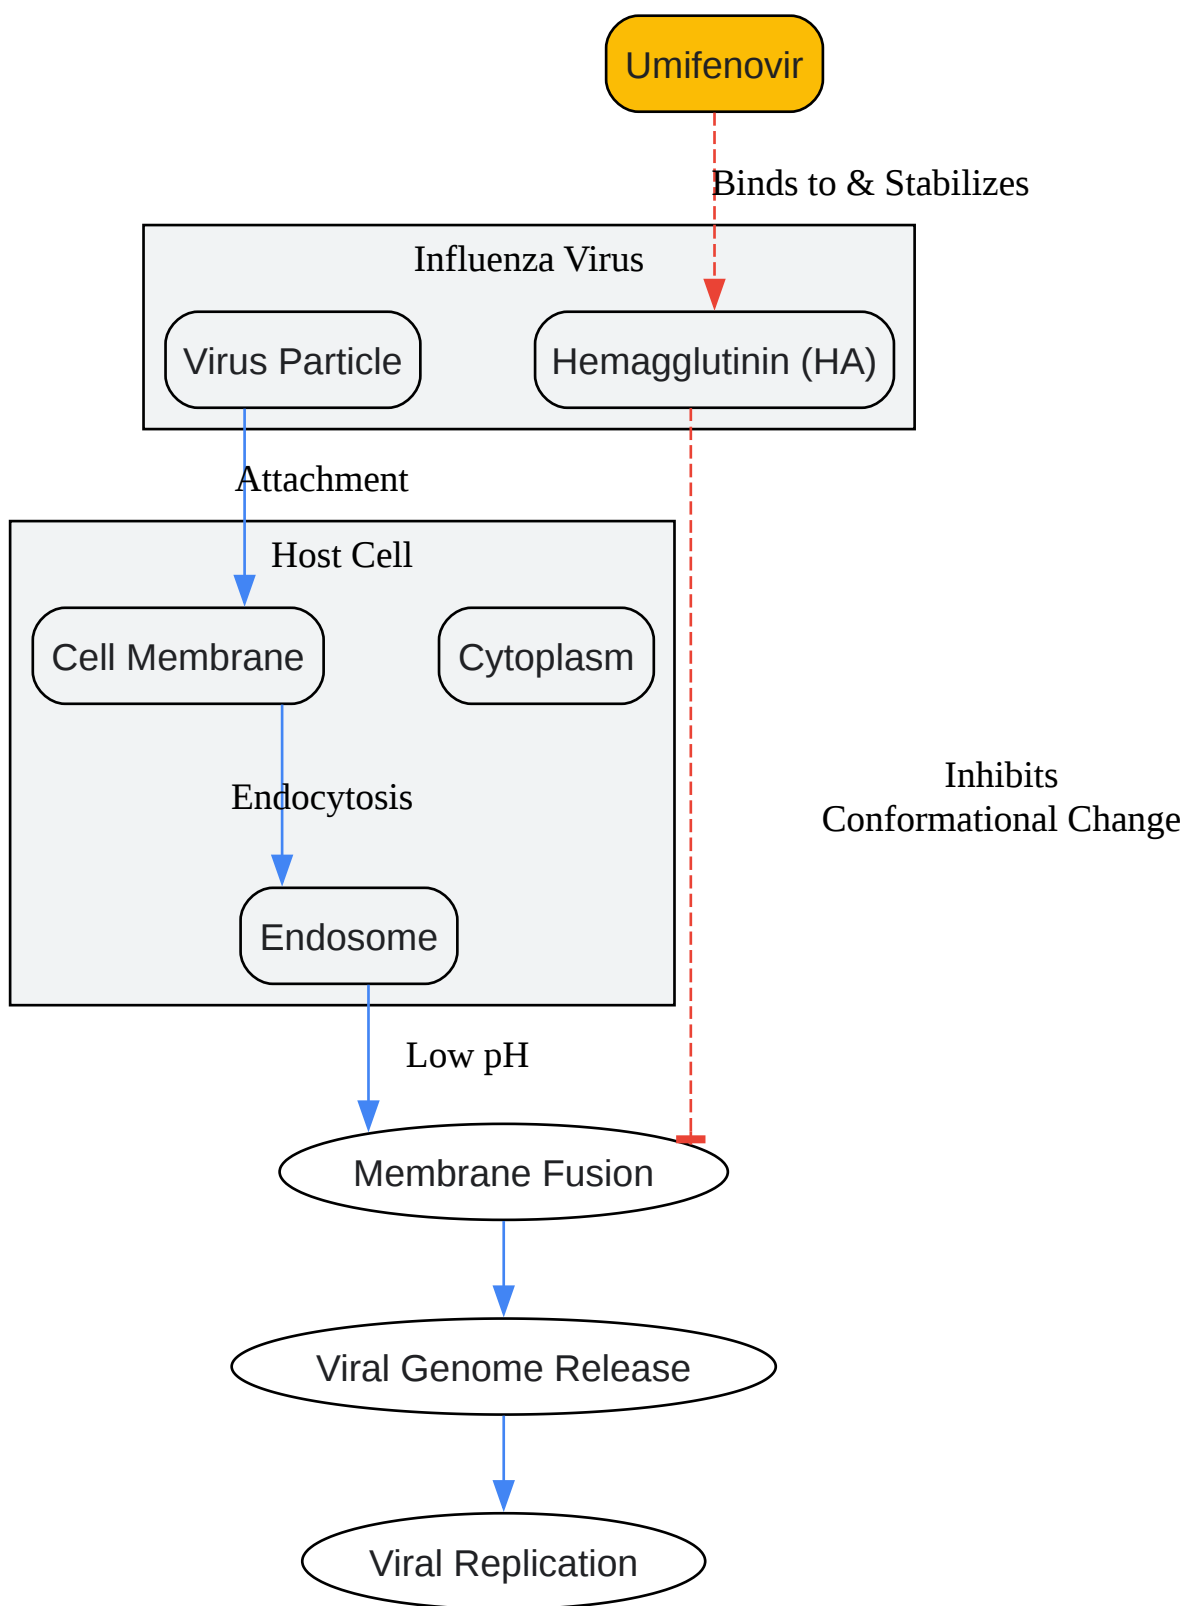 Umifenovir
Binds to & Stabilizes
Influenza Virus
Virus Particle
Hemagglutinin (HA)
Attachment
Host Cell
Cell Membrane
Cytoplasm
Inhibits
Conformational Change
Endocytosis
Endosome
Low pH
Membrane Fusion
Viral Genome Release
Viral Replication